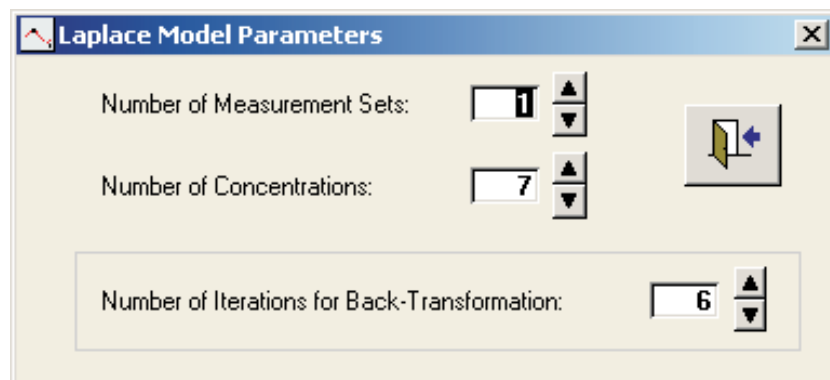 Laplace Model Parameters
Number of Measurement Sets: 1
Number of Concentrations: 7
Number of Iterations for Back-Transformation: 6